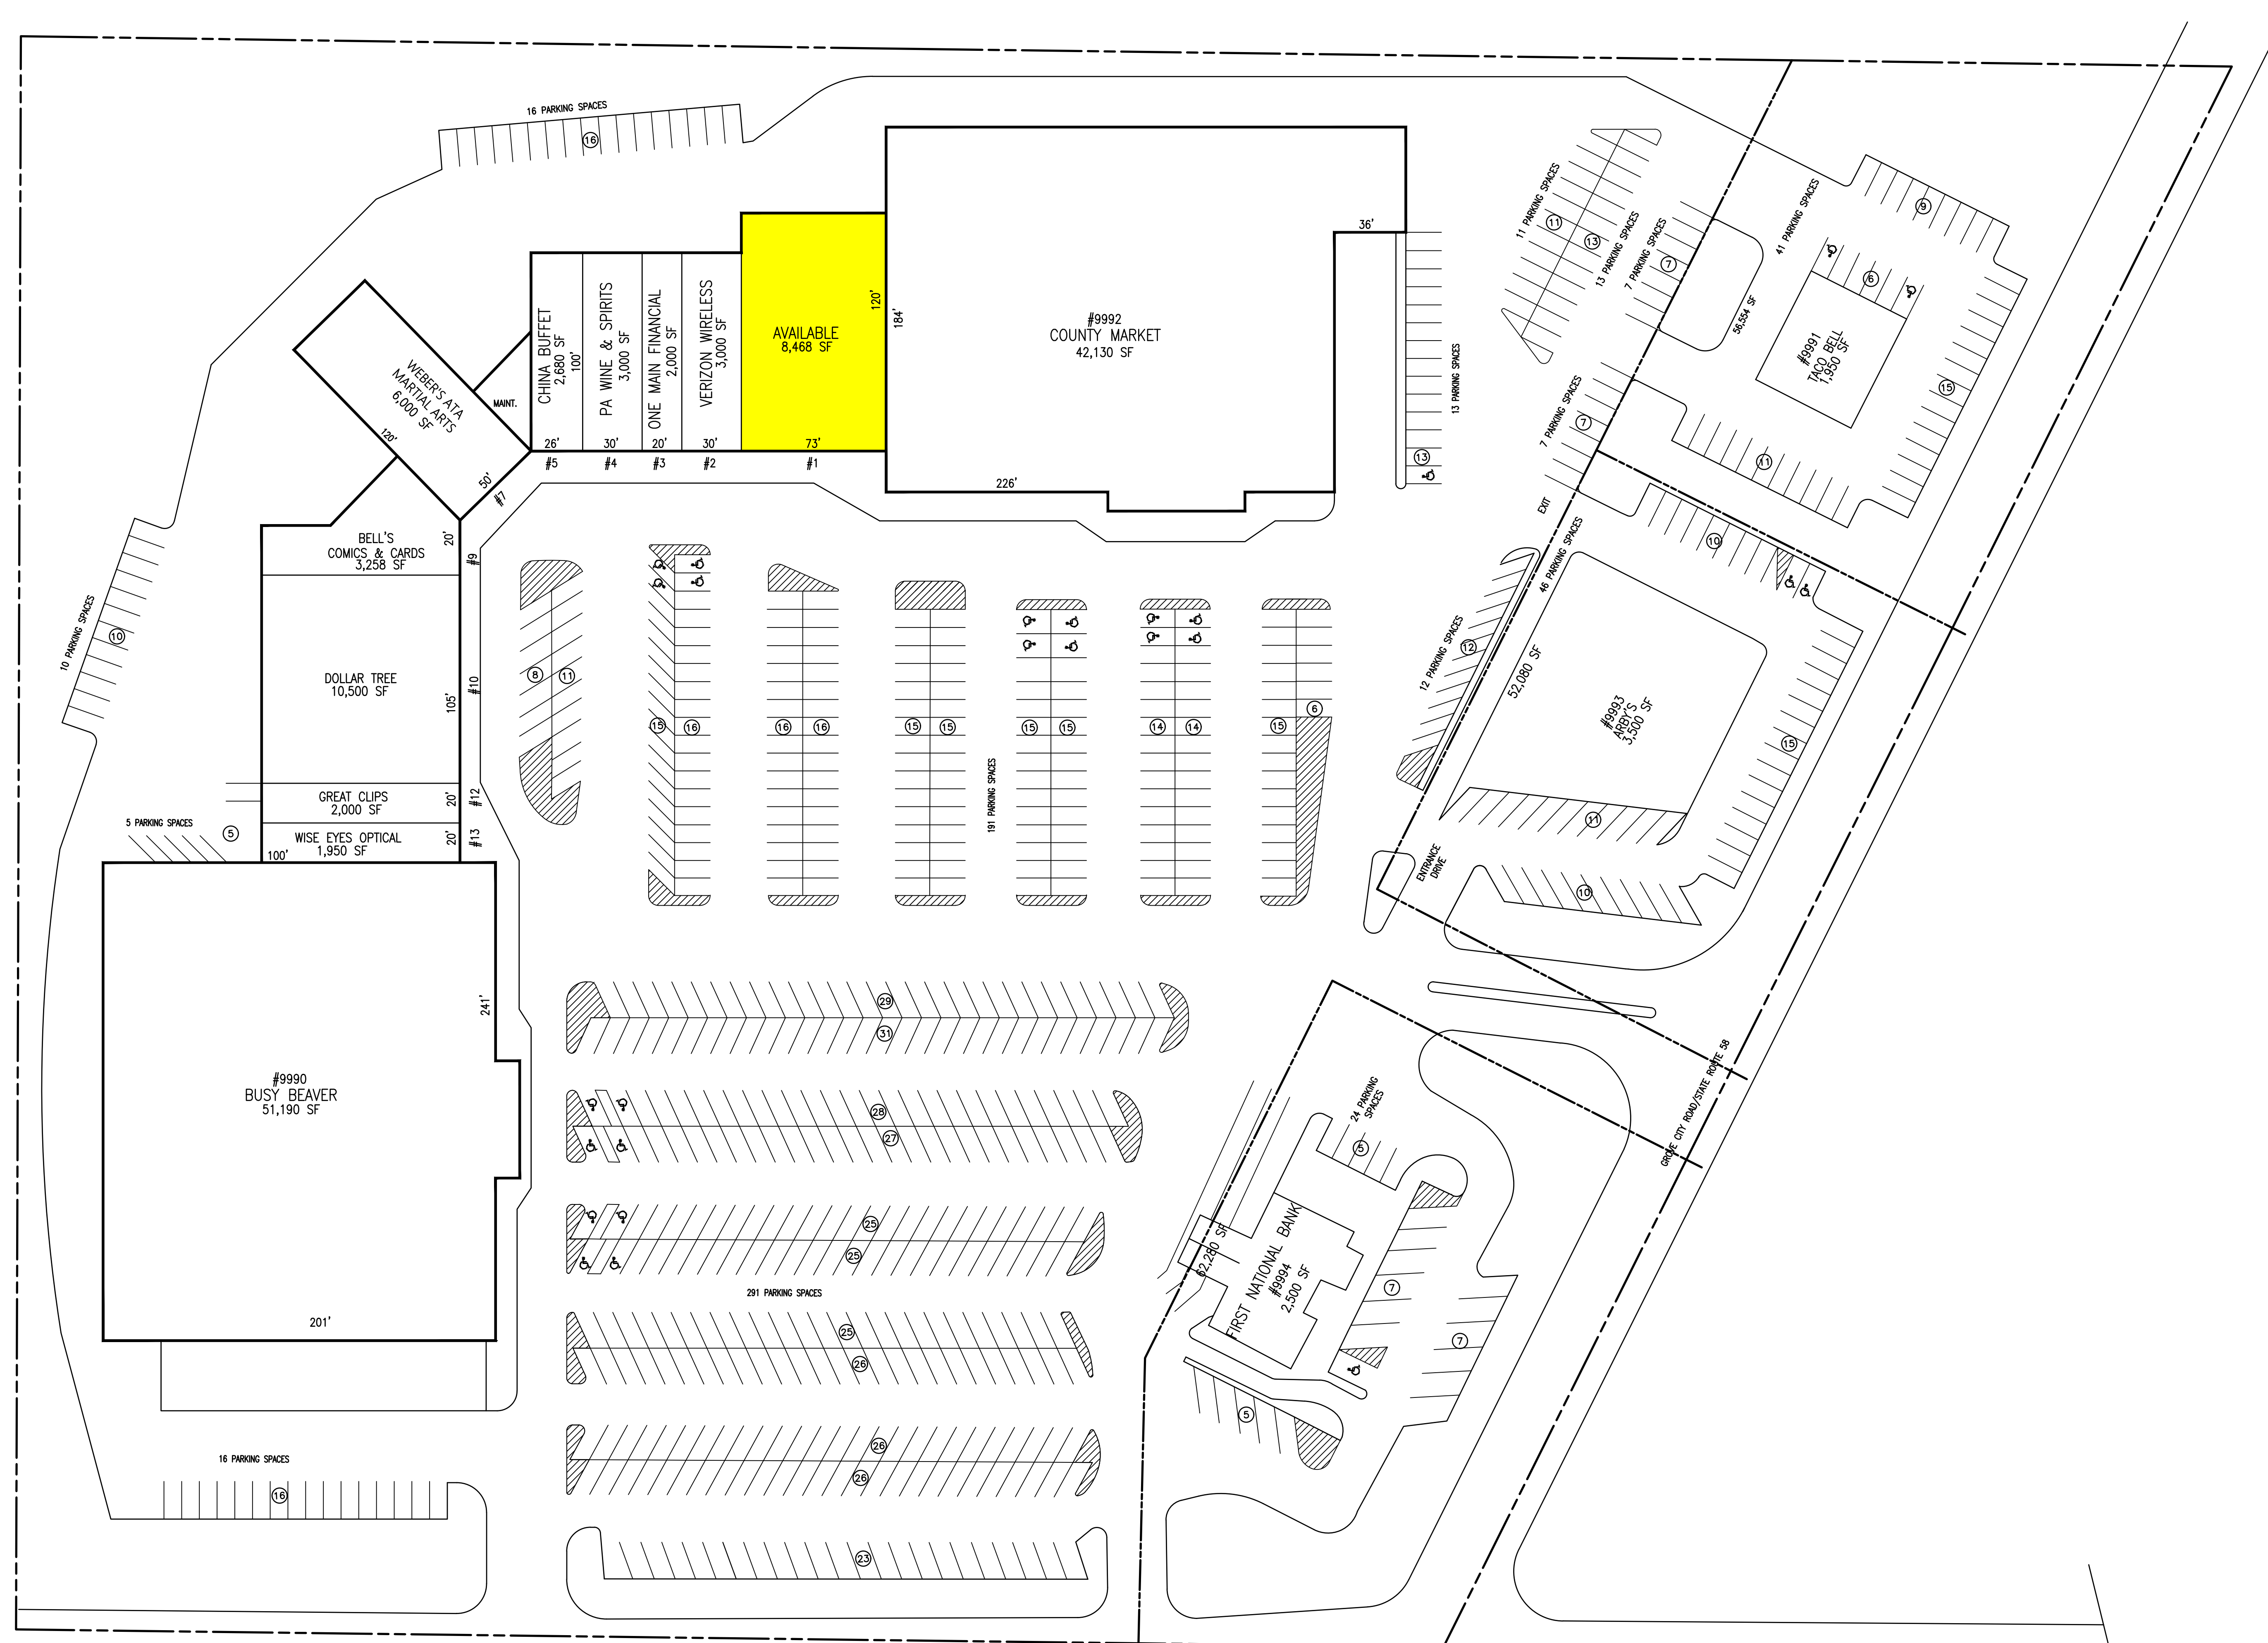 16 PARKING SPACES
16
#9992
COUNTY MARKET
42,130 SF
36'
184'
120'
226'
AVAILABLE
8,468 SF
73'
#1
VERIZON WIRELESS
3,000 SF
30'
#2
ONE MAIN FINANCIAL
2,000 SF
20'
#3
PA WINE & SPIRITS
3,000 SF
30'
#4
CHINA BUFFET
2,680 SF
100'
26'
#5
MAINT.
WEBER'S ATA
MARTIAL ARTS
6,000 SF
120'
50'
#7
BELL'S
COMICS & CARDS
3,258 SF
20'
#9
DOLLAR TREE
10,500 SF
105'
#10
GREAT CLIPS
2,000 SF
20'
#12
WISE EYES OPTICAL
1,950 SF
100'
20'
#13
10 PARKING SPACES
10
5 PARKING SPACES
5
#9990
BUSY BEAVER
51,190 SF
241'
201'
16 PARKING SPACES
16
11 PARKING SPACES
11
13
13 PARKING SPACES
7 PARKING SPACES
7
13 PARKING SPACES
13
7 PARKING SPACES
7
41 PARKING SPACES
9
6
56,554 SF
#9991
TACO BELL
1,950 SF
15
11
EXIT
46 PARKING SPACES
10
12 PARKING SPACES
12
52,080 SF
#9993
ARBY'S
3,500 SF
15
11
10
ENTRANCE
DRIVE
8
11
15
16
16
16
15
15
15
15
14
14
15
6
191 PARKING SPACES
29
31
28
27
25
25
291 PARKING SPACES
25
26
26
26
23
24 PARKING
SPACES
5
62,280 SF
FIRST NATIONAL BANK
#9994
2,500 SF
7
7
5
GROVE CITY ROAD/STATE ROUTE 58